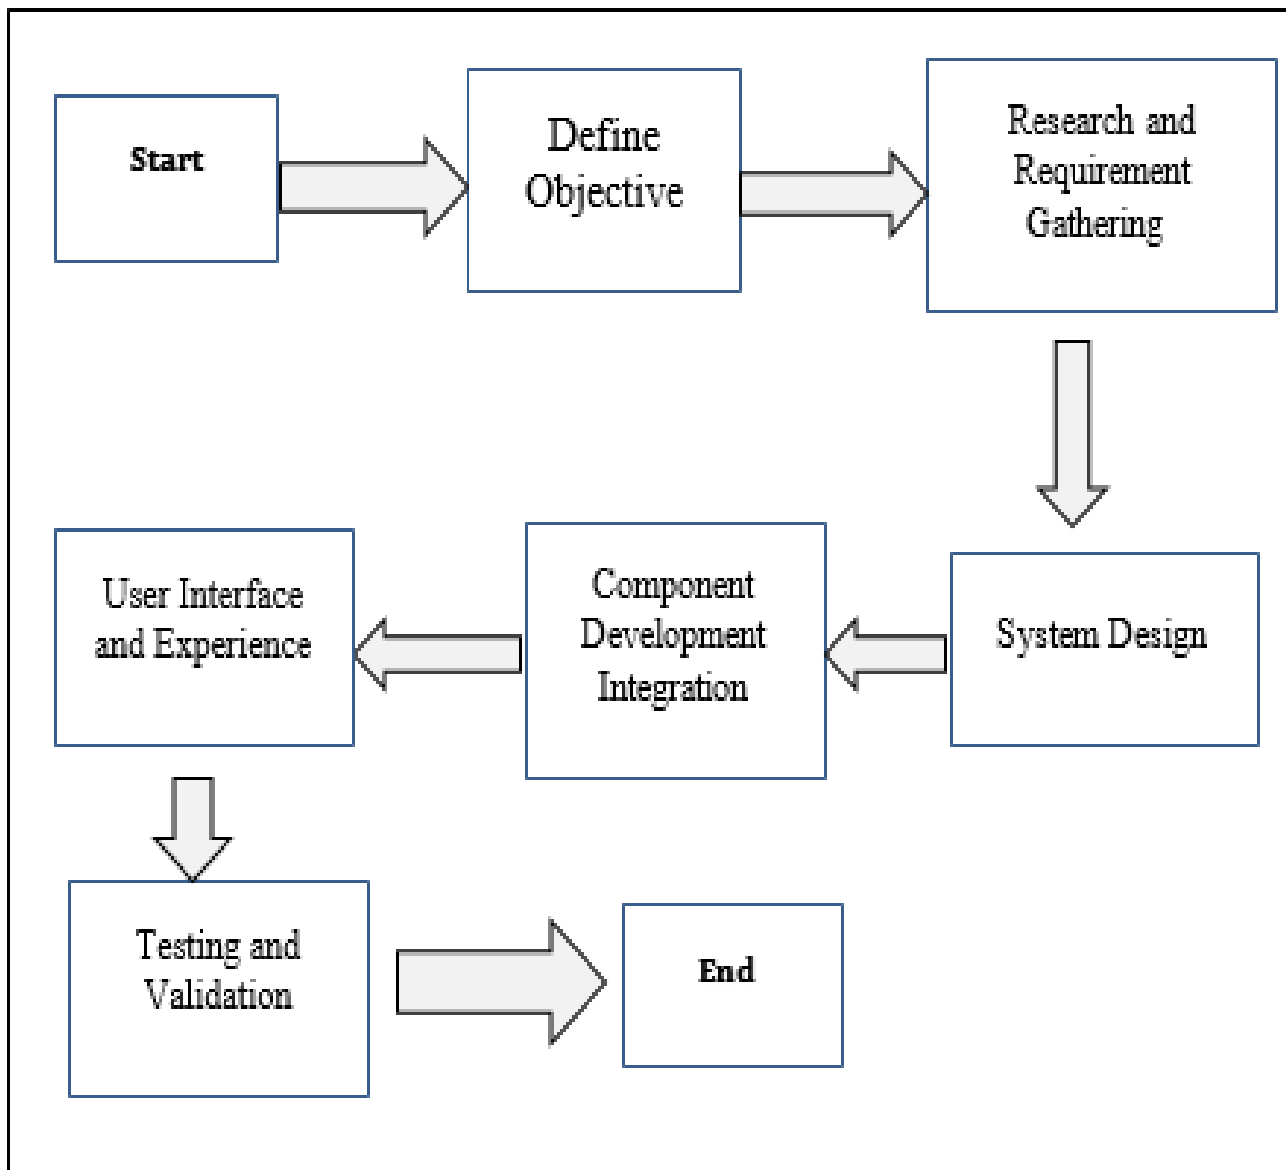 Start
Define
Objective
Research and
Requirement
Gathering
System Design
Component
Development
Integration
User Interface
and Experience
Testing and
Validation
End